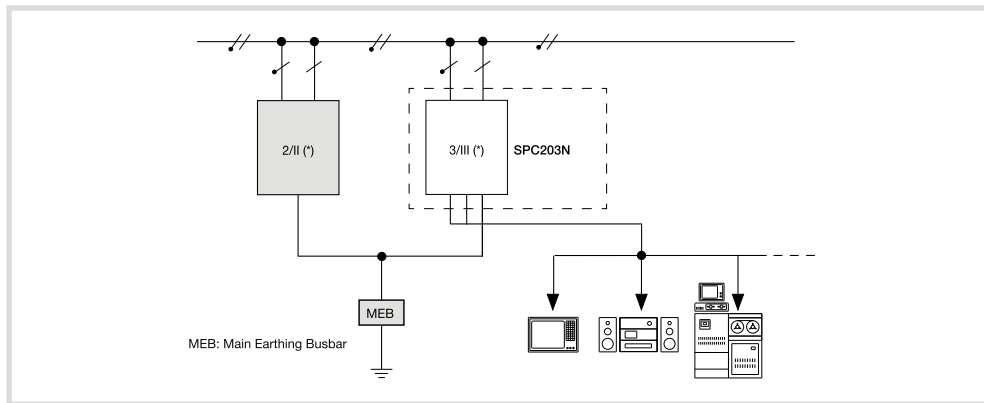 2/II (*)
3/III (*)
SPC203N
MEB
MEB: Main Earthing Busbar